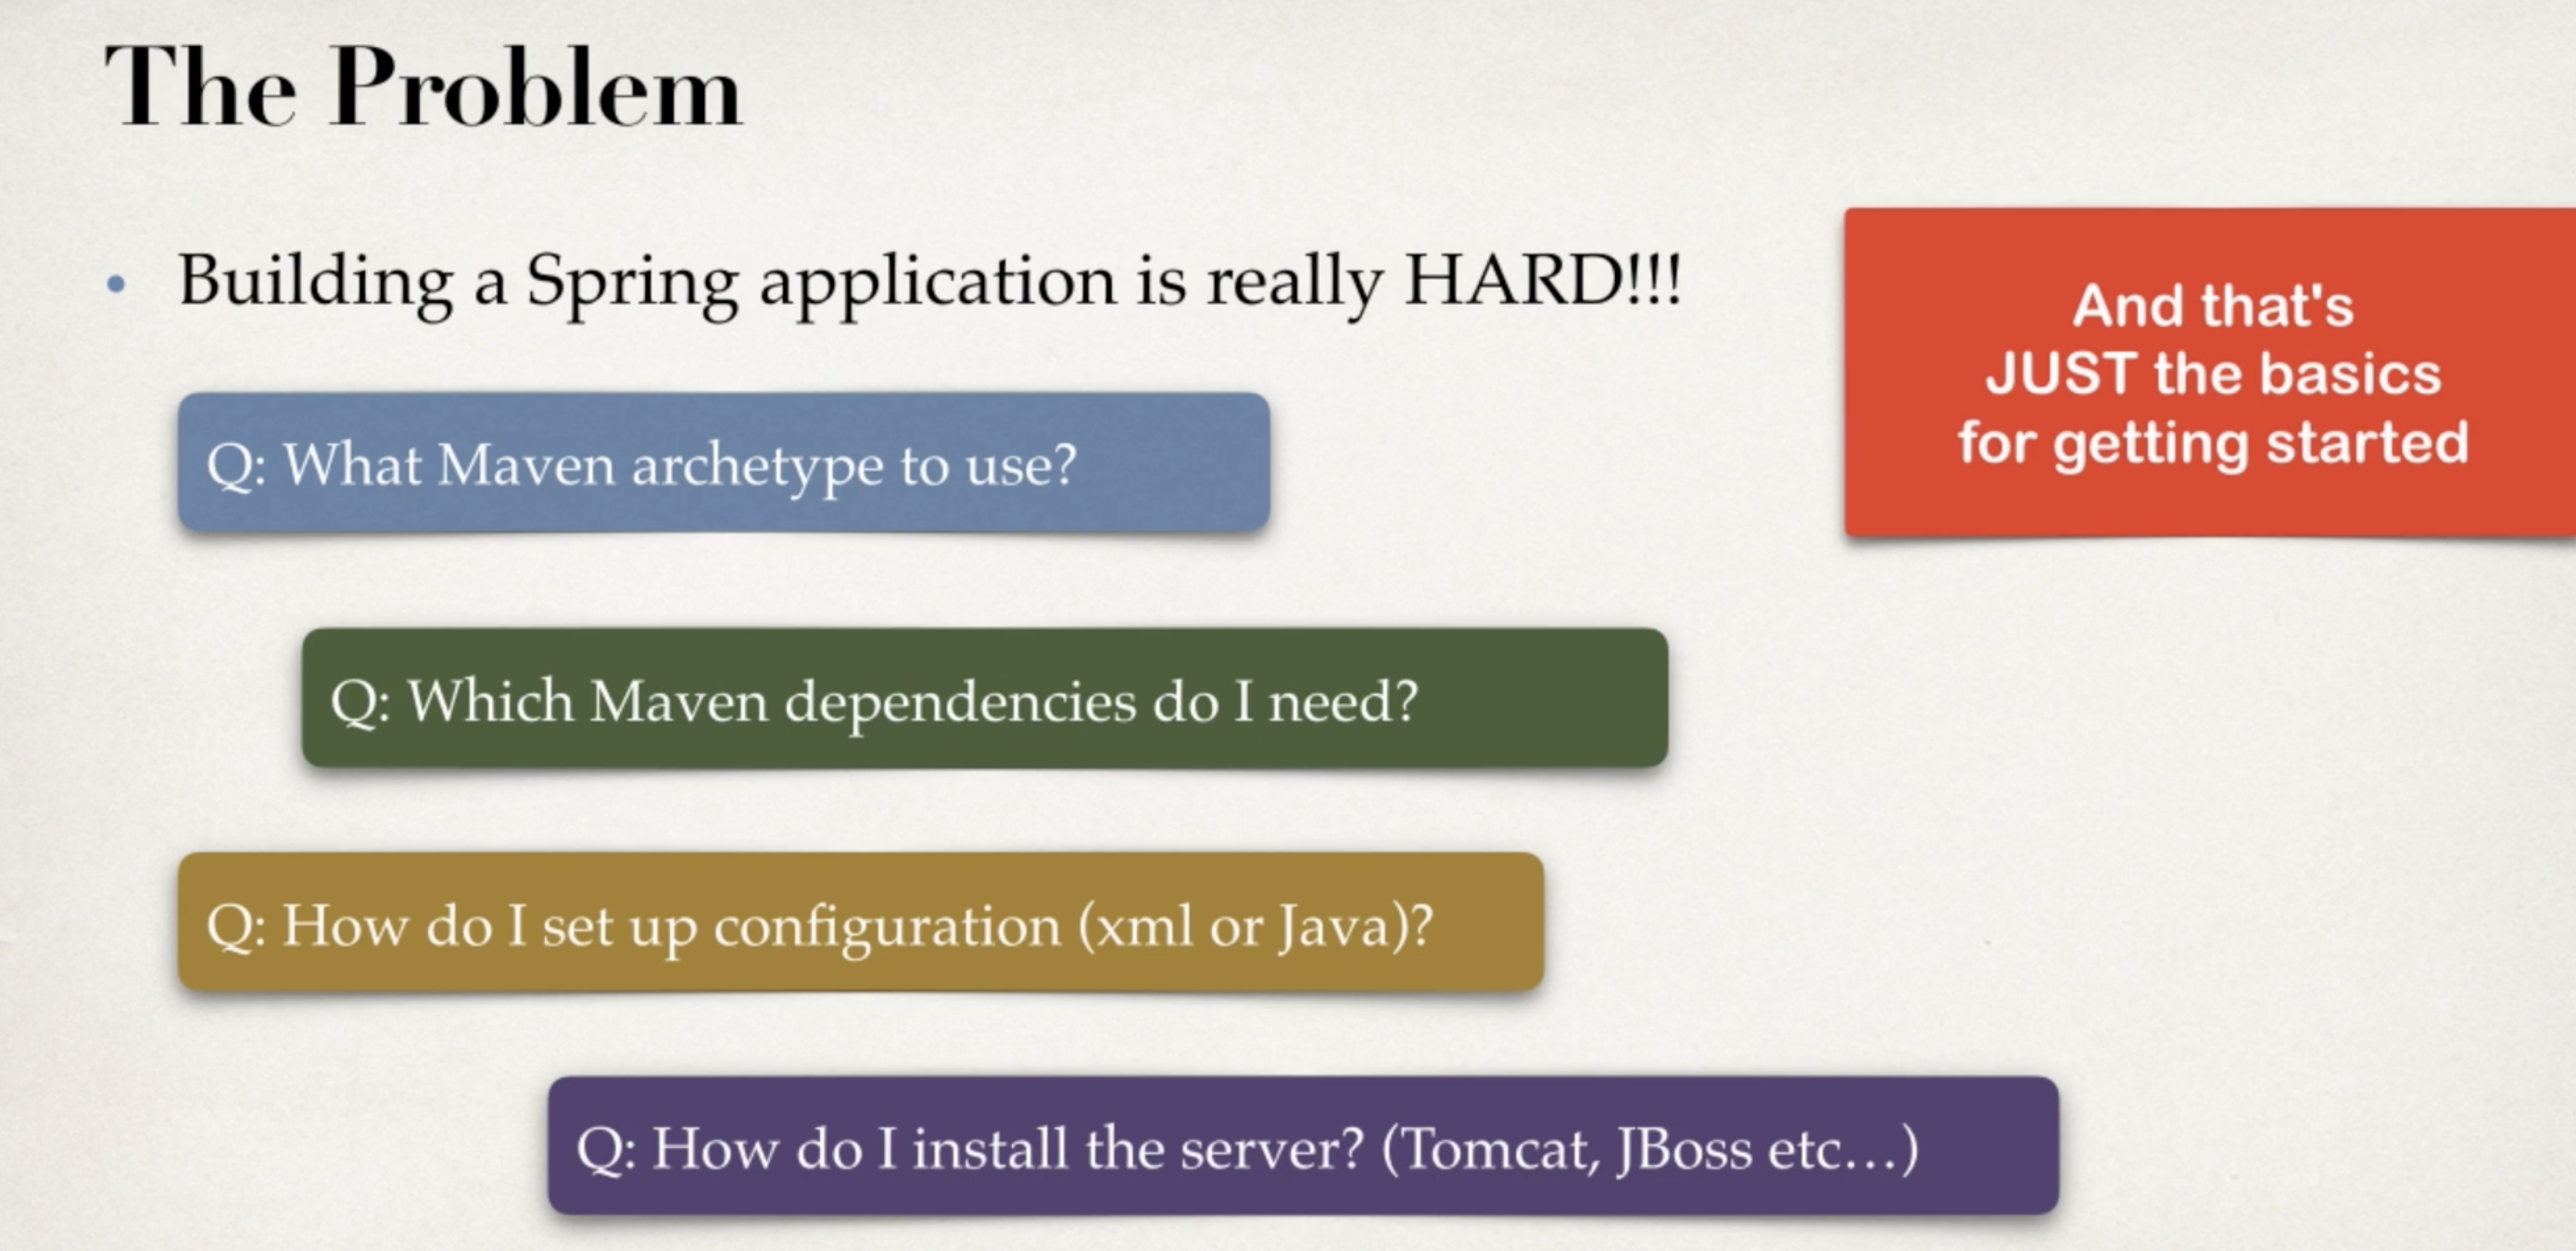 The Problem
• Building a Spring application is really HARD!!!
And that's
JUST the basics
for getting started
Q: What Maven archetype to use?
Q: Which Maven dependencies do I need?
Q: How do I set up configuration (xml or Java)?
Q: How do I install the server? (Tomcat, JBoss etc…)